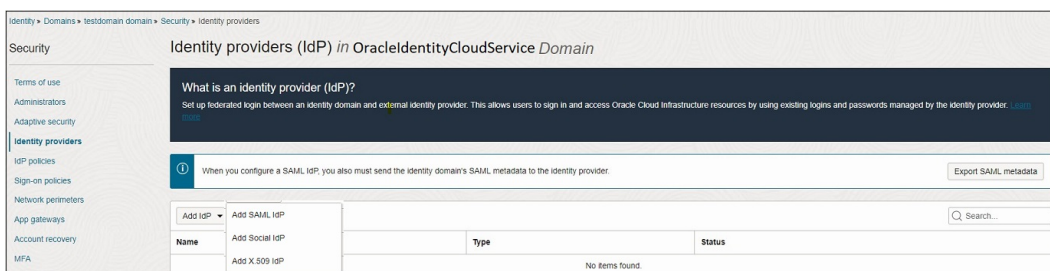 Identity » Domains » testdomain domain » Security » Identity providers
Security
Terms of use
Administrators
Adaptive security
Identity providers
IdP policies
Sign-on policies
Network perimeters
App gateways
Account recovery
MFA
Identity providers (IdP) in OracleIdentityCloudService Domain
What is an identity provider (IdP)?
Set up federated login between an identity domain and external identity provider. This allows users to sign in and access Oracle Cloud Infrastructure resources by using existing logins and passwords managed by the identity provider. Learn
more
When you configure a SAML IdP, you also must send the identity domain's SAML metadata to the identity provider.
Export SAML metadata
Add IdP
Add SAML IdP
Add Social IdP
Add X.509 IdP
Search...
Name Type Status
No items found.